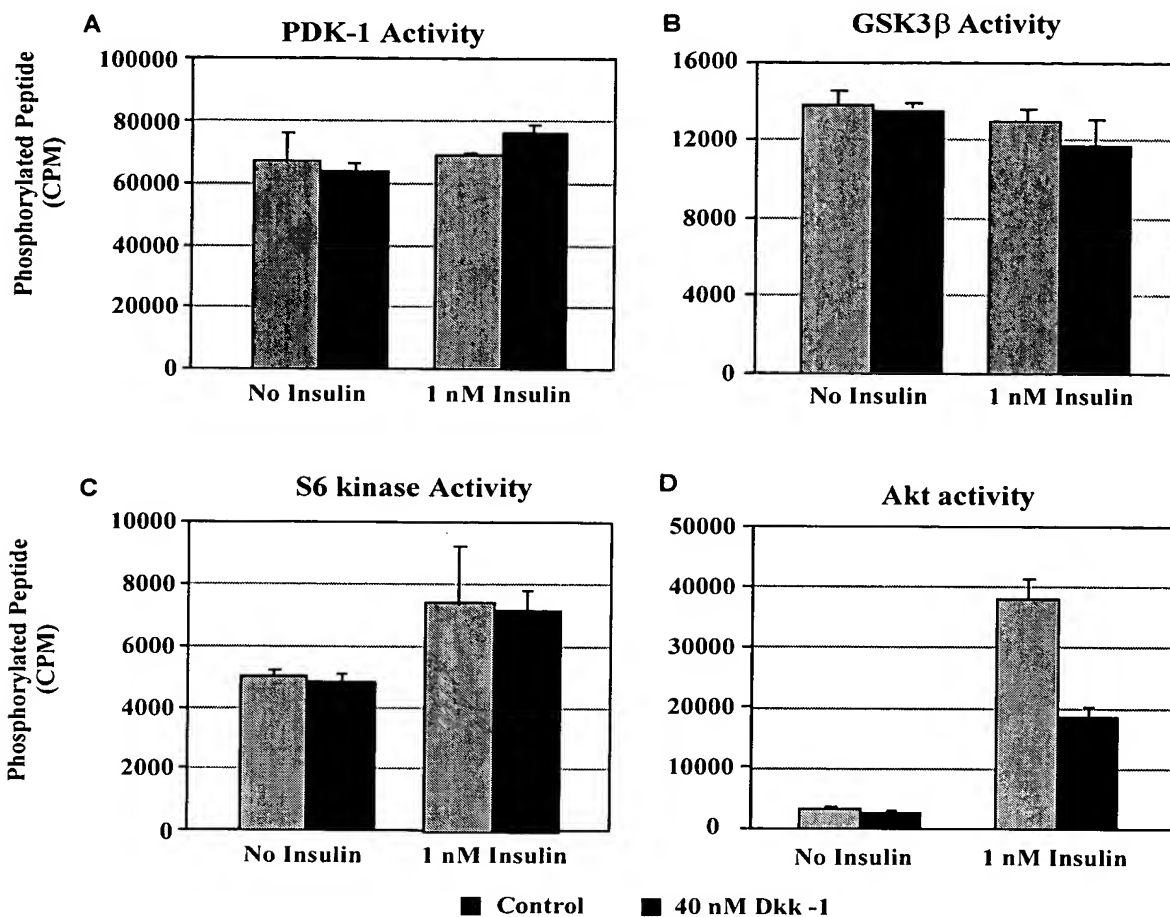 A
PDK-1 Activity
Phosphorylated Peptide
(CPM)
100000
80000
60000
40000
20000
0
No Insulin
1 nM Insulin
B
GSK3β Activity
16000
12000
8000
4000
0
No Insulin
1 nM Insulin
C
S6 kinase Activity
Phosphorylated Peptide
(CPM)
10000
8000
6000
4000
2000
0
No Insulin
1 nM Insulin
D
Akt activity
50000
40000
30000
20000
10000
0
No Insulin
1 nM Insulin
Control
40 nM Dkk -1